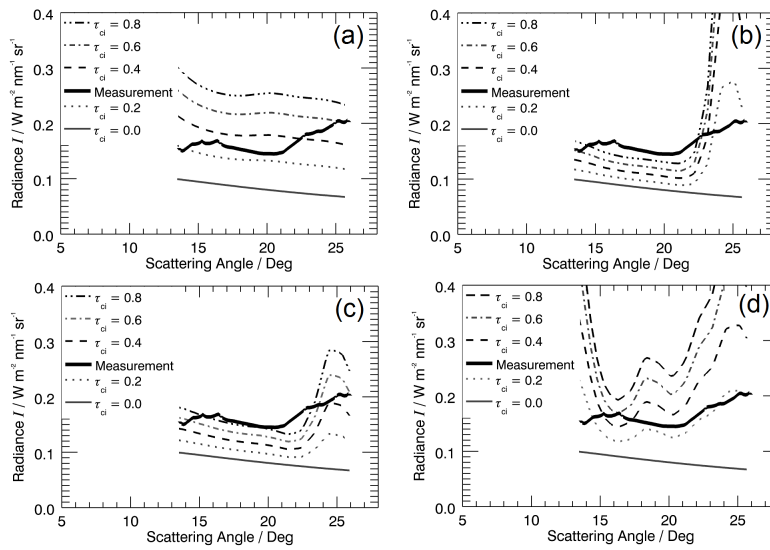 0.4
0.3
0.2
0.1
0.0
Radiance I / W m⁻² nm⁻¹ sr⁻¹
τci = 0.8
τci = 0.6
τci = 0.4
Measurement
τci = 0.2
τci = 0.0
(a)
5 10 15 20 25
Scattering Angle / Deg
0.4
0.3
0.2
0.1
0.0
Radiance I / W m⁻² nm⁻¹ sr⁻¹
τci = 0.8
τci = 0.6
τci = 0.4
Measurement
τci = 0.2
τci = 0.0
(b)
5 10 15 20 25
Scattering Angle / Deg
0.4
0.3
0.2
0.1
0.0
Radiance I / W m⁻² nm⁻¹ sr⁻¹
τci = 0.8
τci = 0.6
τci = 0.4
Measurement
τci = 0.2
τci = 0.0
(c)
5 10 15 20 25
Scattering Angle / Deg
0.4
0.3
0.2
0.1
0.0
Radiance I / W m⁻² nm⁻¹ sr⁻¹
τci = 0.8
τci = 0.6
τci = 0.4
Measurement
τci = 0.2
τci = 0.0
(d)
5 10 15 20 25
Scattering Angle / Deg